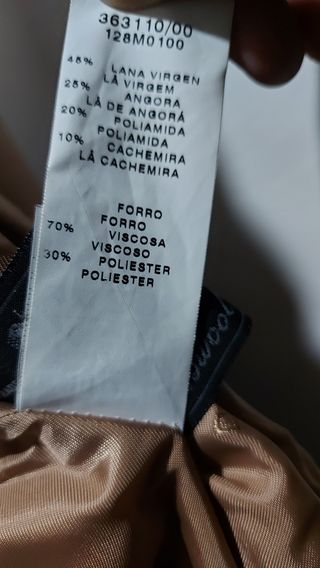 363110/00
128M0100
45% LANA VIRGEN
LÃ VIRGEM
25% ANGORA
LÃ DE ANGORÁ
20% POLIAMIDA
POLIAMIDA
10% CACHEMIRA
LÃ CACHEMIRA
FORRO
FORRO
70% VISCOSA
VISCOSO
30% POLIESTER
POLIESTER